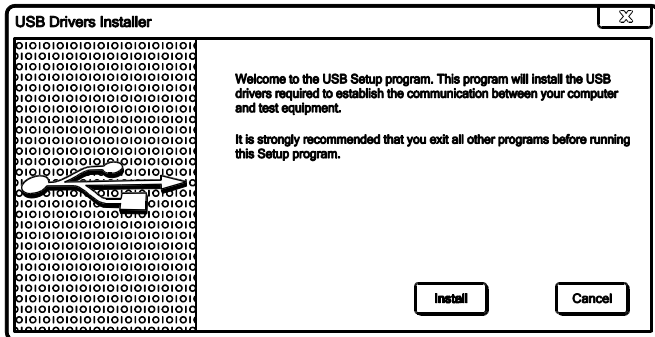 USB Drivers Installer
Welcome to the USB Setup program. This program will install the USB
drivers required to establish the communication between your computer
and test equipment.
It is strongly recommended that you exit all other programs before running
this Setup program.
Install
Cancel